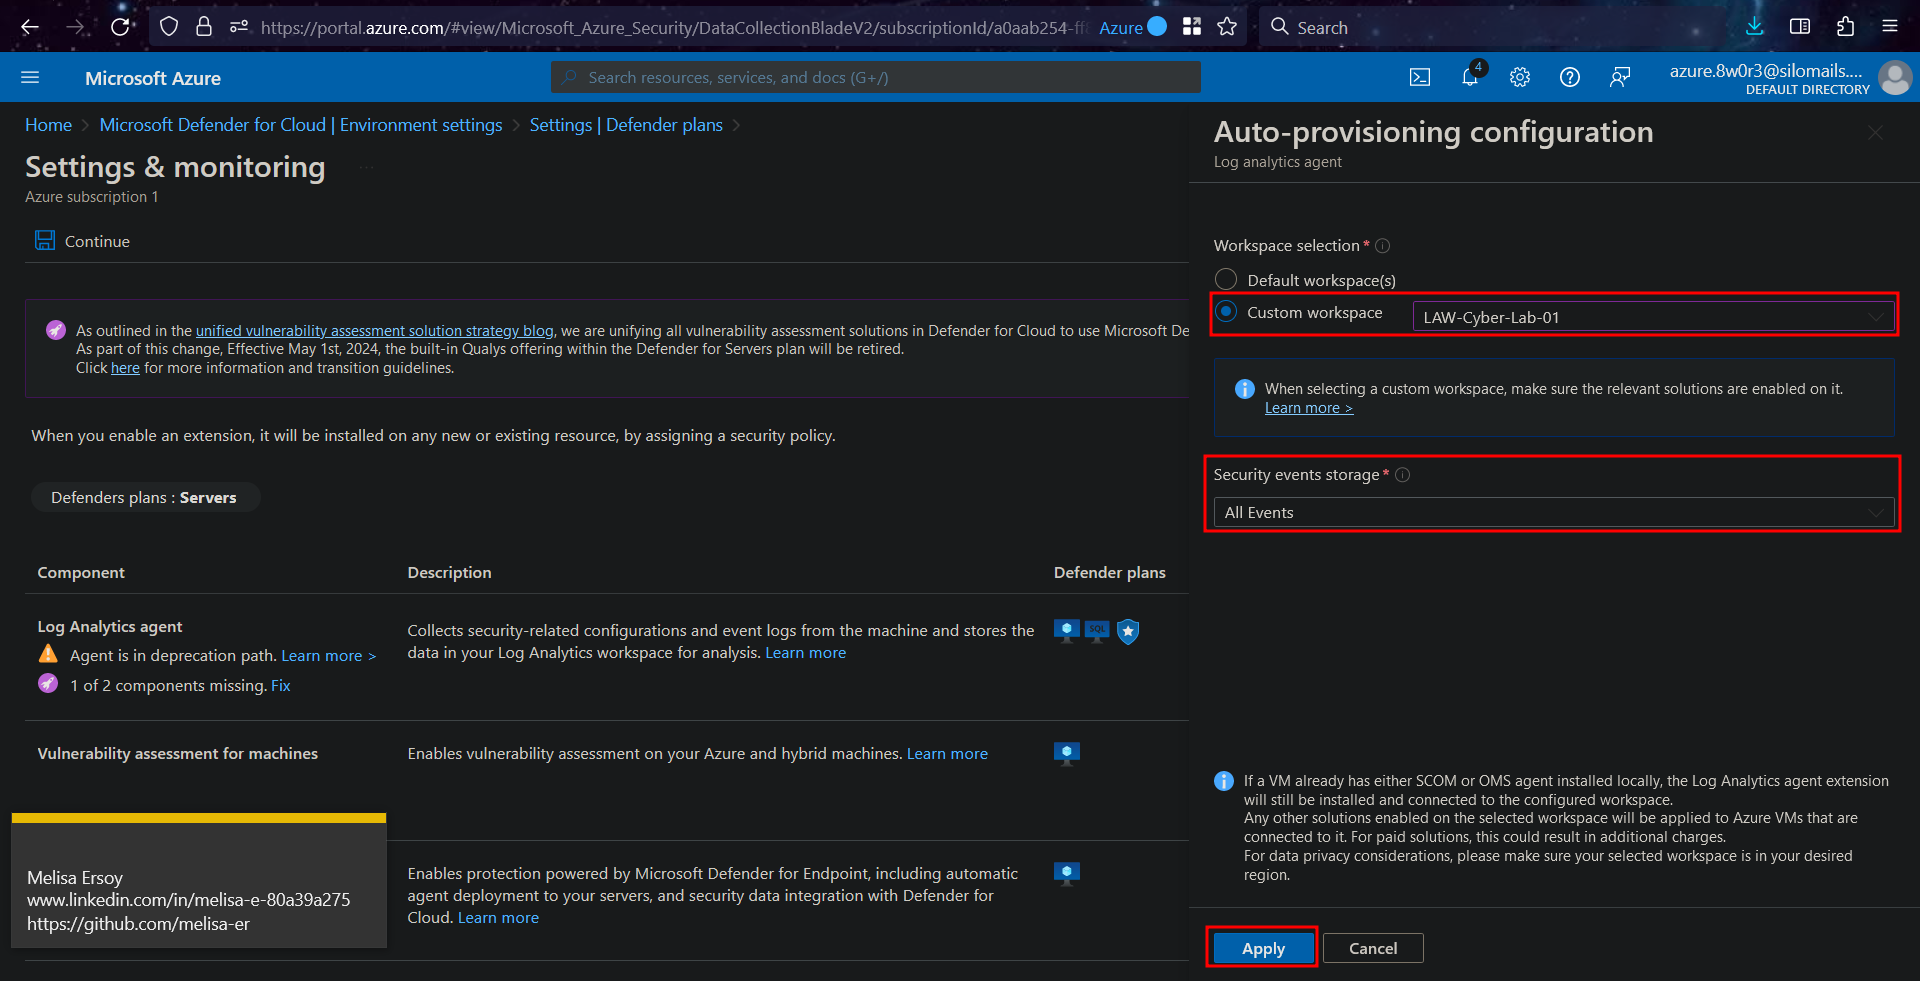 https://portal.azure.com/#view/Microsoft_Azure_Security/DataCollectionBladeV2/subscriptionId/a0aab254-ff
Azure
Search
Microsoft Azure
Search resources, services, and docs (G+/)
4
azure.8w0r3@silomails....
DEFAULT DIRECTORY
Home > Microsoft Defender for Cloud | Environment settings > Settings | Defender plans >
Settings & monitoring ...
Azure subscription 1
Continue
As outlined in the unified vulnerability assessment solution strategy blog, we are unifying all vulnerability assessment solutions in Defender for Cloud to use Microsoft De
As part of this change, Effective May 1st, 2024, the built-in Qualys offering within the Defender for Servers plan will be retired.
Click here for more information and transition guidelines.
When you enable an extension, it will be installed on any new or existing resource, by assigning a security policy.
Defenders plans : Servers
Component Description Defender plans
Log Analytics agent
Agent is in deprecation path. Learn more >
1 of 2 components missing. Fix
Collects security-related configurations and event logs from the machine and stores the
data in your Log Analytics workspace for analysis. Learn more
SQL
Vulnerability assessment for machines
Enables vulnerability assessment on your Azure and hybrid machines. Learn more
Enables protection powered by Microsoft Defender for Endpoint, including automatic
agent deployment to your servers, and security data integration with Defender for
Cloud. Learn more
Melisa Ersoy
www.linkedin.com/in/melisa-e-80a39a275
https://github.com/melisa-er
Auto-provisioning configuration
Log analytics agent
Workspace selection *
Default workspace(s)
Custom workspace
LAW-Cyber-Lab-01
When selecting a custom workspace, make sure the relevant solutions are enabled on it.
Learn more >
Security events storage *
All Events
If a VM already has either SCOM or OMS agent installed locally, the Log Analytics agent extension
will still be installed and connected to the configured workspace.
Any other solutions enabled on the selected workspace will be applied to Azure VMs that are
connected to it. For paid solutions, this could result in additional charges.
For data privacy considerations, please make sure your selected workspace is in your desired
region.
Apply
Cancel